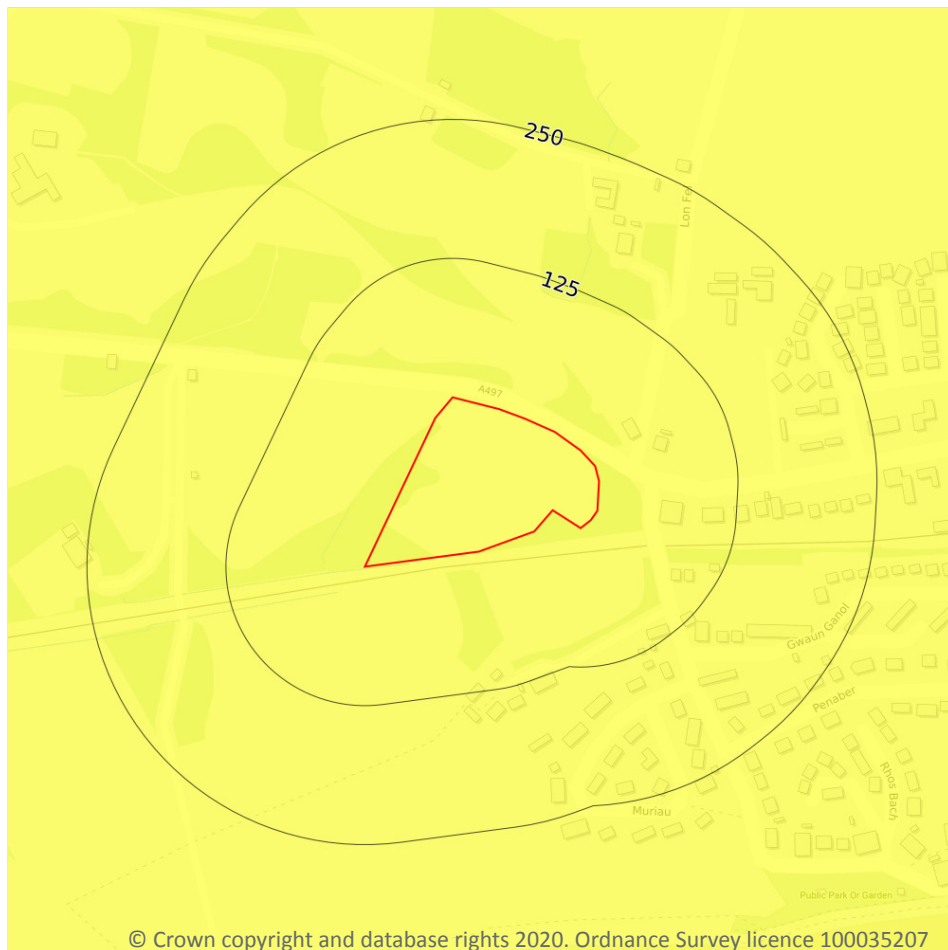 250
Lon Fel
125
A497
Gwaun Ganol
Penaber
Rhos Bach
Muriau
Public Park Or Garden
© Crown copyright and database rights 2020. Ordnance Survey licence 100035207